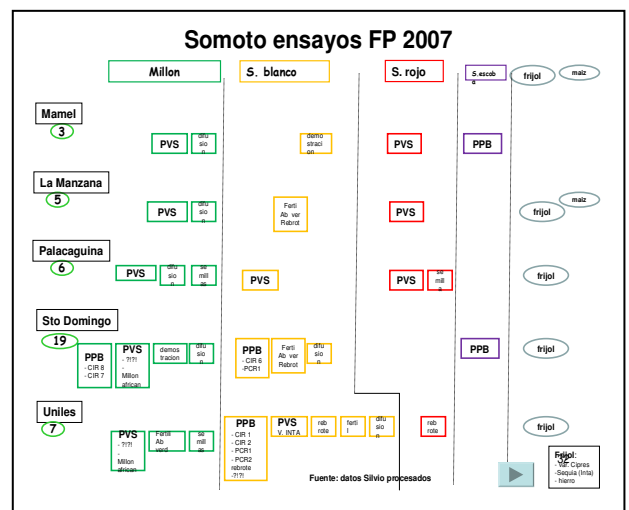 Somoto ensayos FP 2007
Millon
S. blanco
S. rojo
S.escob
a
frijol
maiz
Mamel
3
PVS
difu
sio
n
demo
straci
on
PVS
PPB
La Manzana
5
PVS
difu
sio
n
Ferti
Ab ver
Rebrot
PVS
frijol
maiz
Palacaguina
6
PVS
difu
sio
n
se
mill
as
PVS
PVS
se
mill
a
frijol
Sto Domingo
19
PPB
- CIR 8
- CIR 7
PVS
- ?!?!
-
Millon
african
demos
tracion
difu
sio
n
PPB
- CIR 6
-PCR1
Ferti
Ab ver
Rebrot
difu
sio
n
PPB
frijol
Uniles
7
PVS
- ?!?!
-
Millon
african
Fertili
Ab
verd
se
mill
as
PPB
- CIR 1
- CIR 2
- PCR1
- PCR2
rebrote
-?!?!
PVS
V. INTA
reb
rote
ferti
l
difu
sio
n
reb
rote
frijol
Fuente: datos Silvio procesados
32
Frijol:
- Var. Cipres
-Sequia (Inta)
- hierro